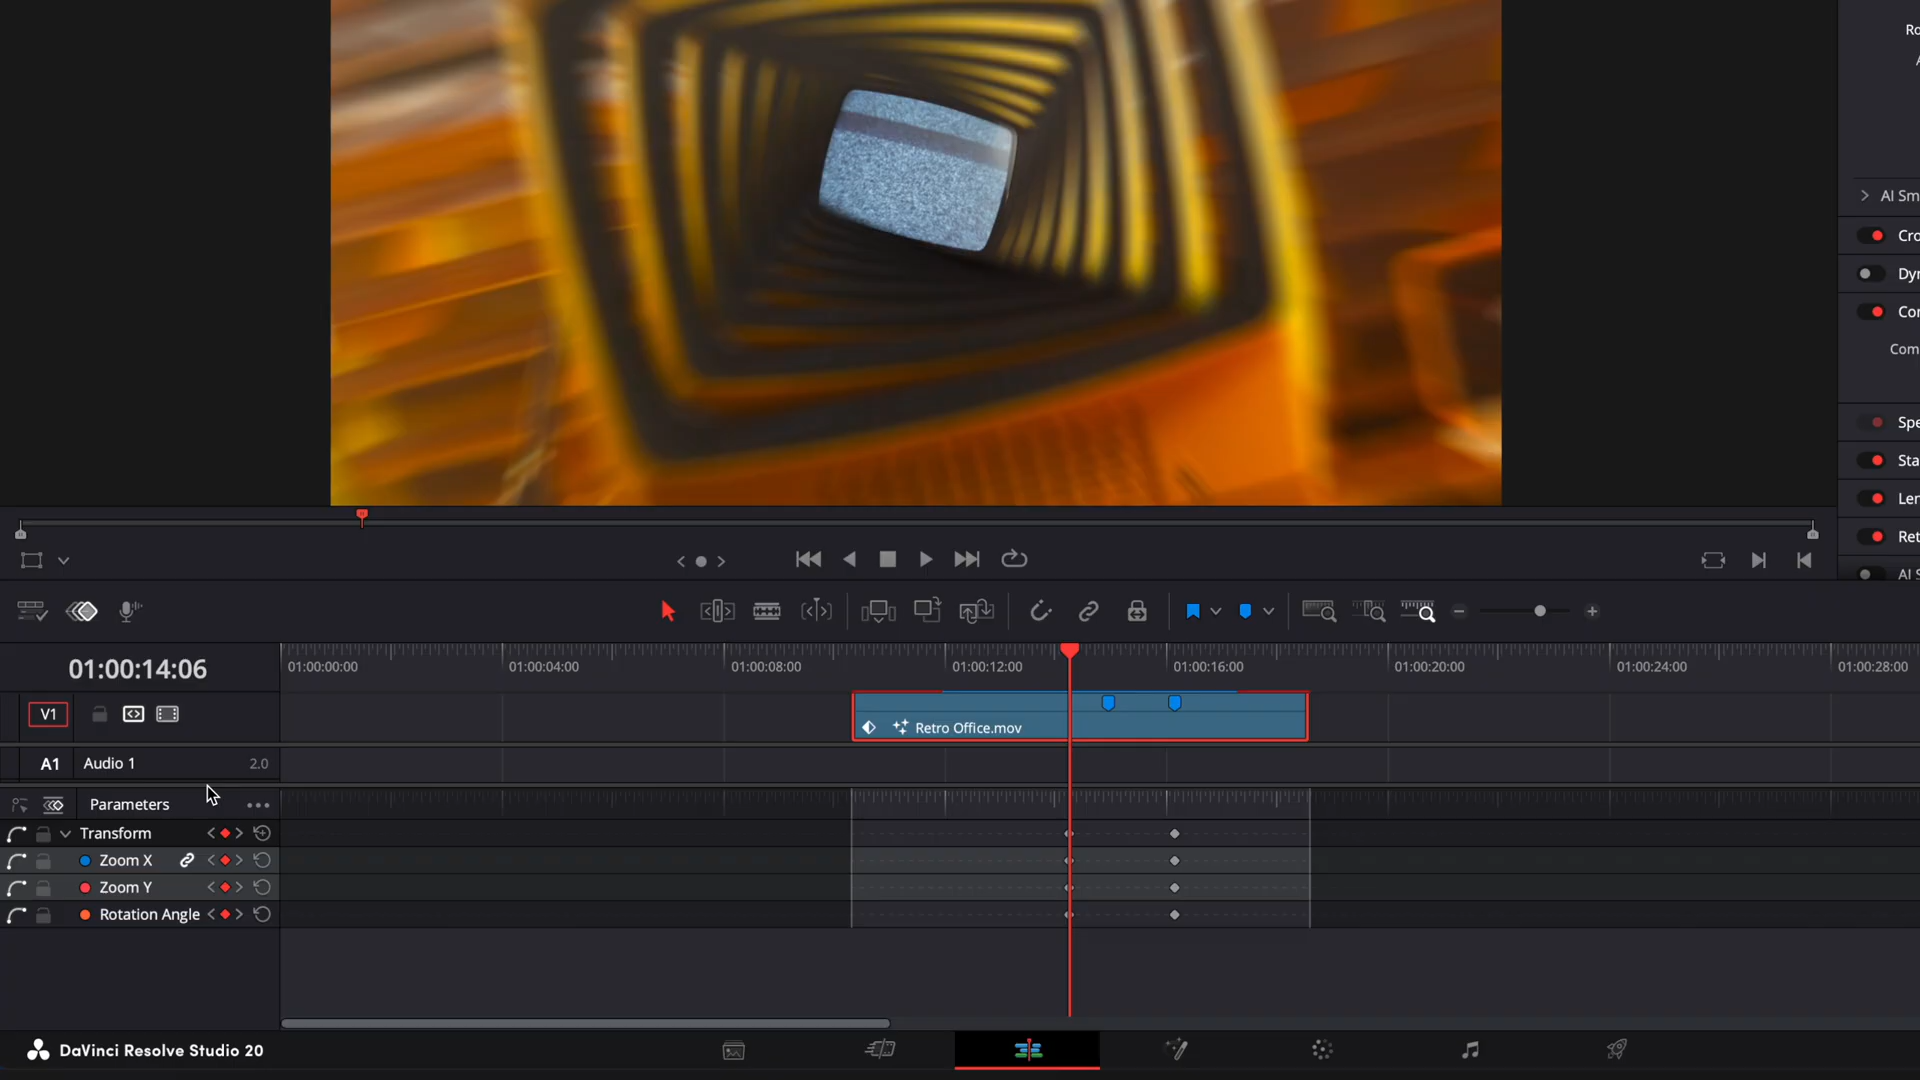 Ro
A
AI Sm
Cro
Dyn
Com
Spe
Sta
Len
Ret
AI S
01:00:14:06
01:00:00:00
01:00:04:00
01:00:08:00
01:00:12:00
01:00:16:00
01:00:20:00
01:00:24:00
01:00:28:00
V1
Retro Office.mov
A1
Audio 1
2.0
Parameters
Transform
Zoom X
Zoom Y
Rotation Angle
DaVinci Resolve Studio 20